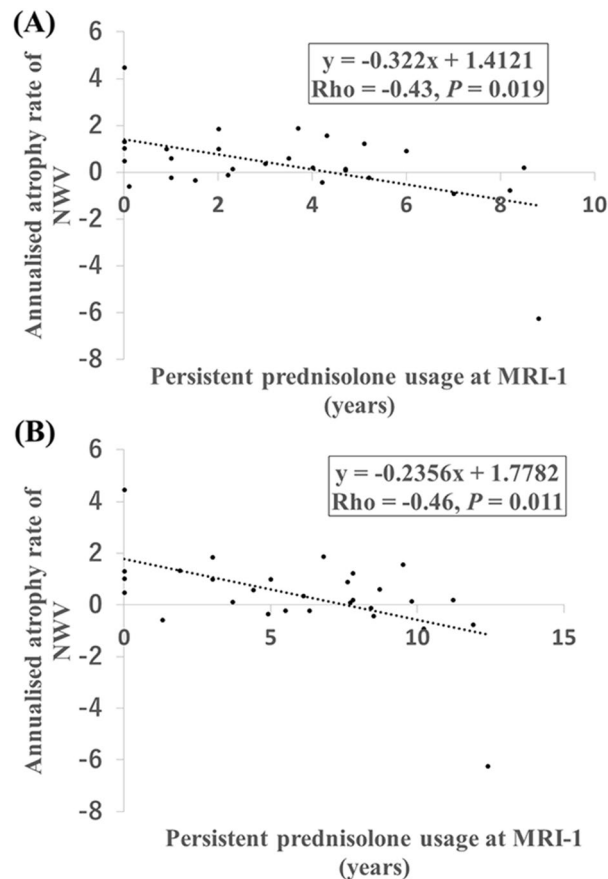 (A)
6
4
2
0
-2
-4
-6
-8
0
2
4
6
8
10
y = -0.322x + 1.4121
Rho = -0.43, P = 0.019
Annualised atrophy rate of
NWV
Persistent prednisolone usage at MRI-1
(years)
(B)
6
4
2
0
-2
-4
-6
-8
0
5
10
15
y = -0.2356x + 1.7782
Rho = -0.46, P = 0.011
Annualised atrophy rate of
NWV
Persistent prednisolone usage at MRI-1
(years)